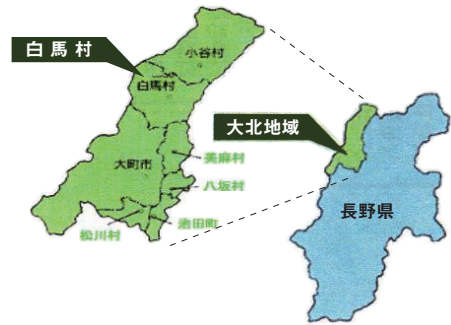 白馬村
小谷村
白馬村
大北地域
大町市
美麻村
八坂村
池田町
松川村
長野県